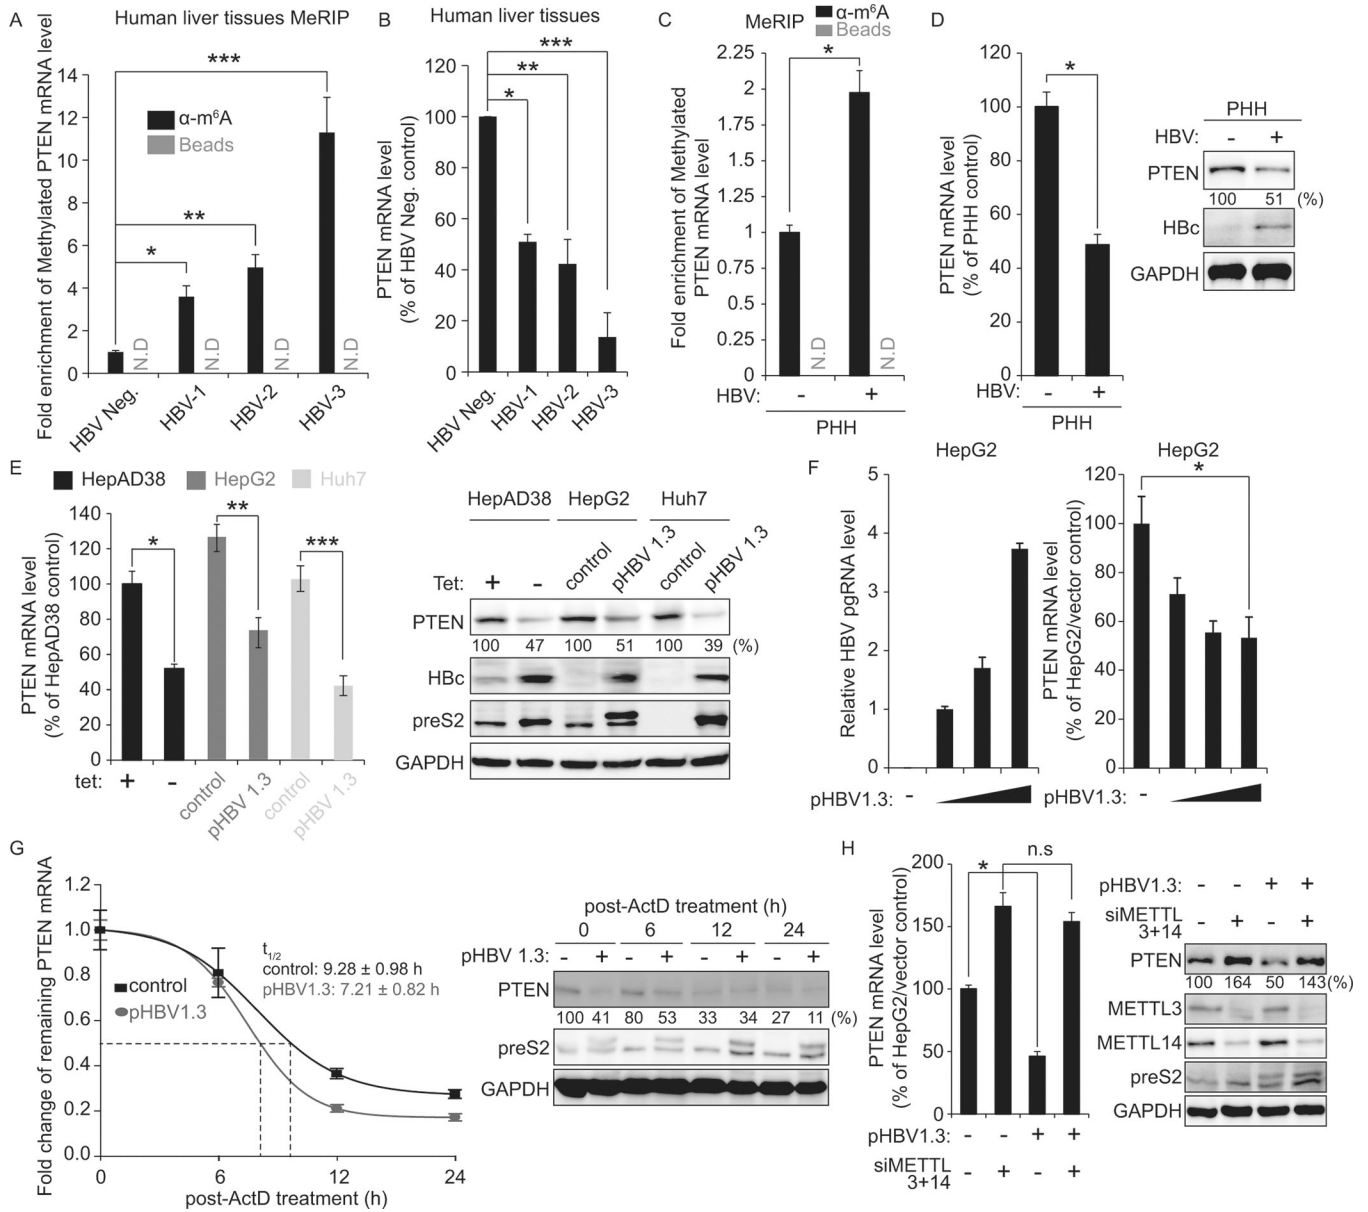 A
Human liver tissues MeRIP
Fold enrichment of Methylated PTEN mRNA level
14
12
10
8
6
4
2
0
α-m⁶A
Beads
***
**
*
N.D
N.D
N.D
N.D
HBV Neg.
HBV-1
HBV-2
HBV-3
B
Human liver tissues
PTEN mRNA level
(% of HBV Neg. control)
120
100
80
60
40
20
0
***
**
*
HBV Neg.
HBV-1
HBV-2
HBV-3
C
MeRIP
α-m⁶A
Beads
Fold enrichment of Methylated
PTEN mRNA level
2.25
2
1.75
1.5
1.25
1
0.75
0.5
0.25
0
*
N.D
N.D
HBV: - +
PHH
D
PTEN mRNA level
(% of PHH control)
120
100
80
60
40
20
0
*
HBV: - +
PHH
PHH
HBV: - +
PTEN
100 51 (%)
HBc
GAPDH
E
HepAD38 HepG2 Huh7
PTEN mRNA level
(% of HepAD38 control)
140
120
100
80
60
40
20
0
*
**
***
tet: + - control pHBV 1.3 control pHBV 1.3
HepAD38 HepG2 Huh7
Tet: + - control pHBV 1.3 control pHBV 1.3
PTEN
100 47 100 51 100 39 (%)
HBc
preS2
GAPDH
F
HepG2
Relative HBV pgRNA level
5
4
3
2
1
0
pHBV1.3: -
HepG2
PTEN mRNA level
(% of HepG2/vector control)
120
100
80
60
40
20
0
*
pHBV1.3: -
G
Fold change of remaining PTEN mRNA
1.2
1.0
0.8
0.6
0.4
0.2
0.0
control
pHBV1.3
t1/2
control: 9.28 ± 0.98 h
pHBV1.3: 7.21 ± 0.82 h
0 6 12 24
post-ActD treatment (h)
post-ActD treatment (h)
0 6 12 24
pHBV 1.3: - + - + - + - +
PTEN
100 41 80 53 33 34 27 11 (%)
preS2
GAPDH
H
PTEN mRNA level
(% of HepG2/vector control)
200
150
100
50
0
n.s
*
pHBV1.3: - - + +
siMETTL
3+14
- + - +
pHBV1.3: - - + +
siMETTL
3+14
- + - +
PTEN
100 164 50 143 (%)
METTL3
METTL14
preS2
GAPDH